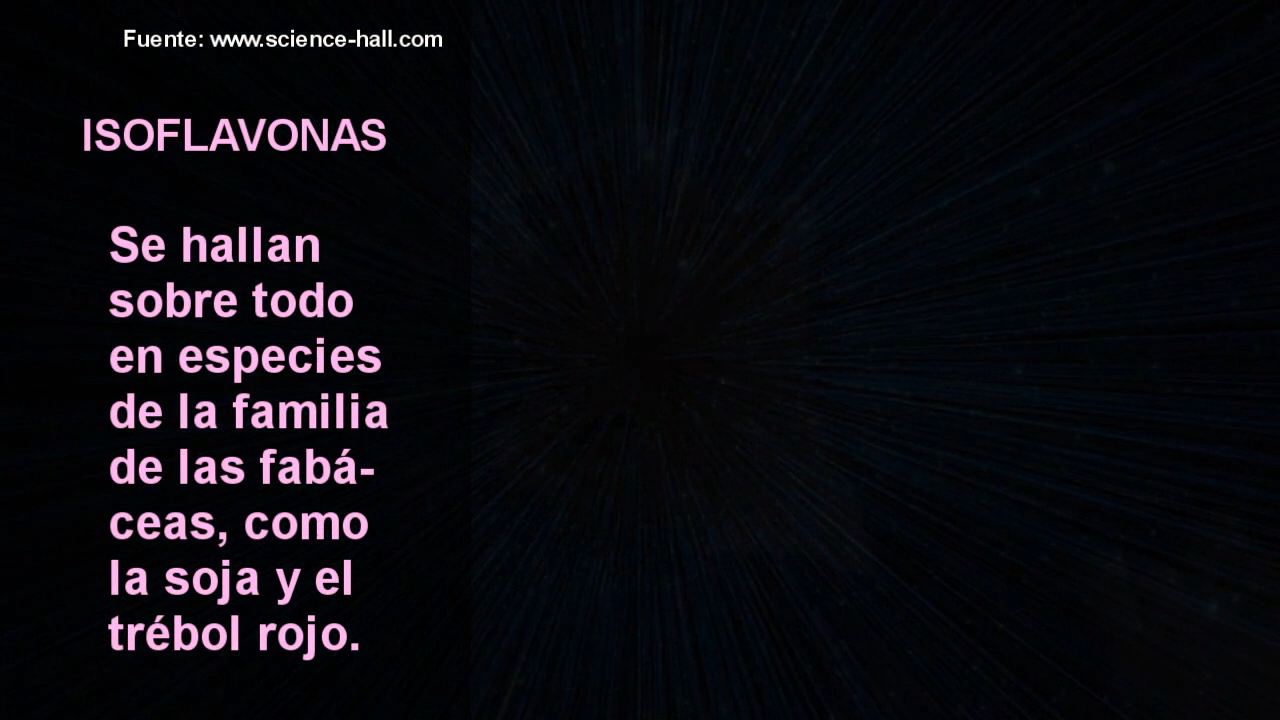 Fuente: www.science-hall.com
ISOFLAVONAS
Se hallan
sobre todo
en especies
de la familia
de las fabá-
ceas, como
la soja y el
trébol rojo.